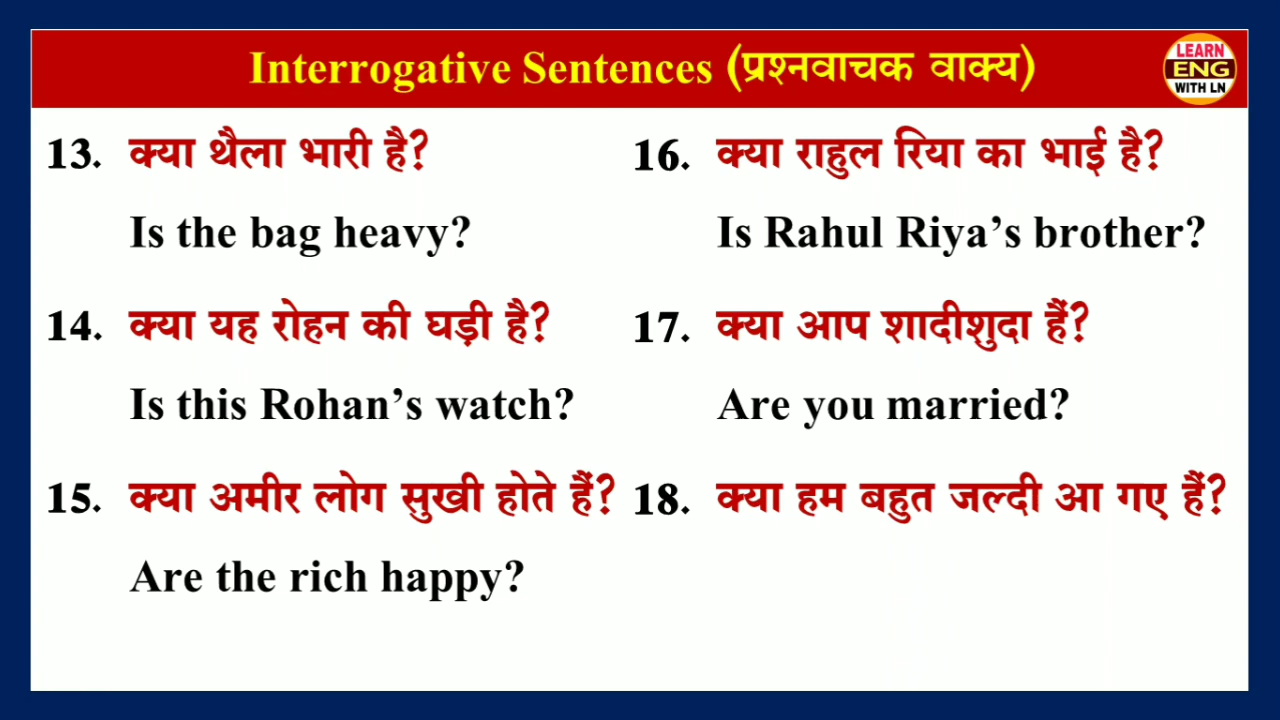 Interrogative Sentences (प्रश्नवाचक वाक्य)
LEARN
ENG
WITH LN
13. क्या थैला भारी है?
Is the bag heavy?
14. क्या यह रोहन की घड़ी है?
Is this Rohan’s watch?
15. क्या अमीर लोग सुखी होते हैं?
Are the rich happy?
16. क्या राहुल रिया का भाई है?
Is Rahul Riya’s brother?
17. क्या आप शादीशुदा हैं?
Are you married?
18. क्या हम बहुत जल्दी आ गए हैं?